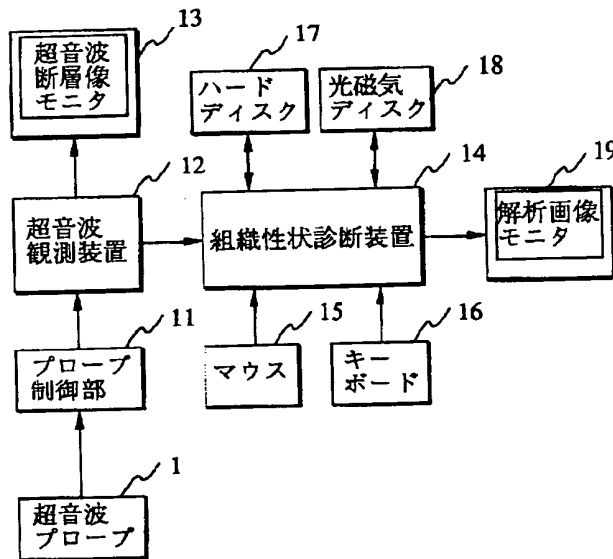 13
超音波
断層像
モニタ
17
ハード
ディスク
18
光磁気
ディスク
12
超音波
観測装置
14
組織性状診断装置
19
解析画像
モニタ
11
プローブ
制御部
15
マウス
16
キー
ボード
1
超音波
プローブ